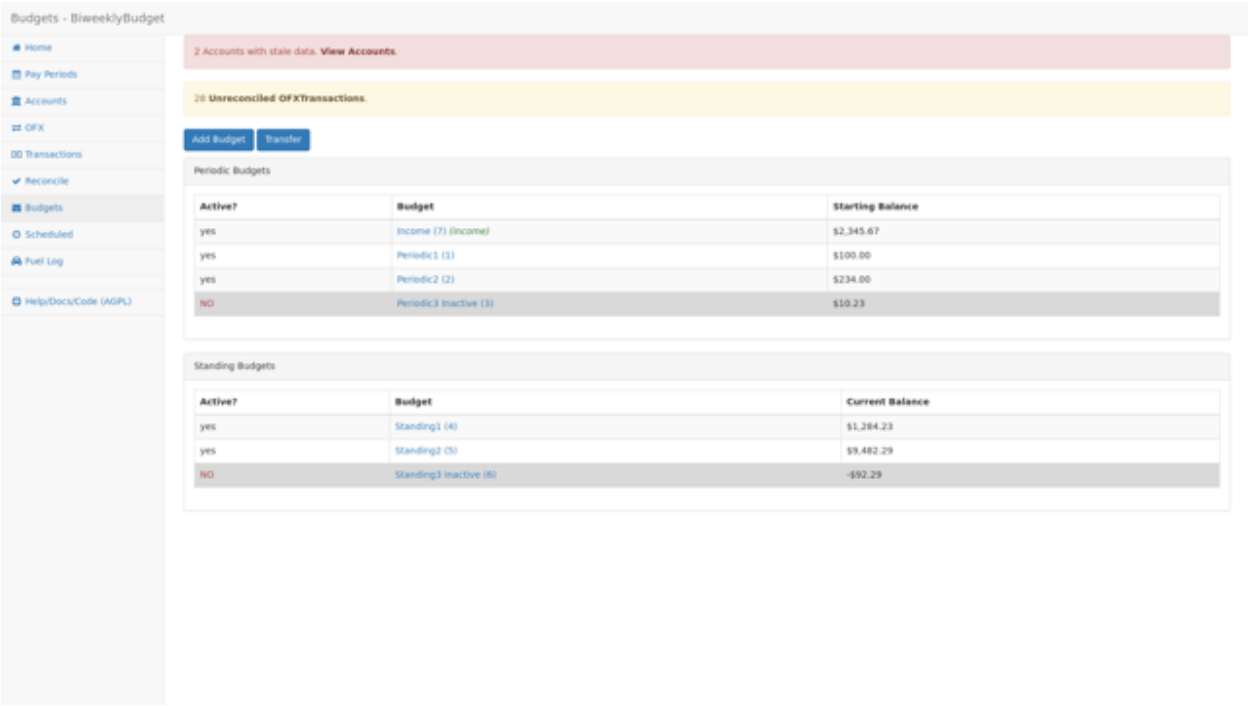 Budgets - BiweeklyBudget
Home
Pay Periods
Accounts
OFX
Transactions
Reconcile
Budgets
Scheduled
Fuel Log
Help/Docs/Code (AGPL)
2 Accounts with stale data. View Accounts.
28 Unreconciled OFXTransactions.
Add Budget Transfer
Periodic Budgets
Active? Budget Starting Balance
yes Income (7) (income) $2,345.67
yes Periodic1 (1) $100.00
yes Periodic2 (2) $234.00
NO Periodic3 Inactive (3) $10.23
Standing Budgets
Active? Budget Current Balance
yes Standing1 (4) $1,284.23
yes Standing2 (5) $9,482.29
NO Standing3 Inactive (6) -$92.29